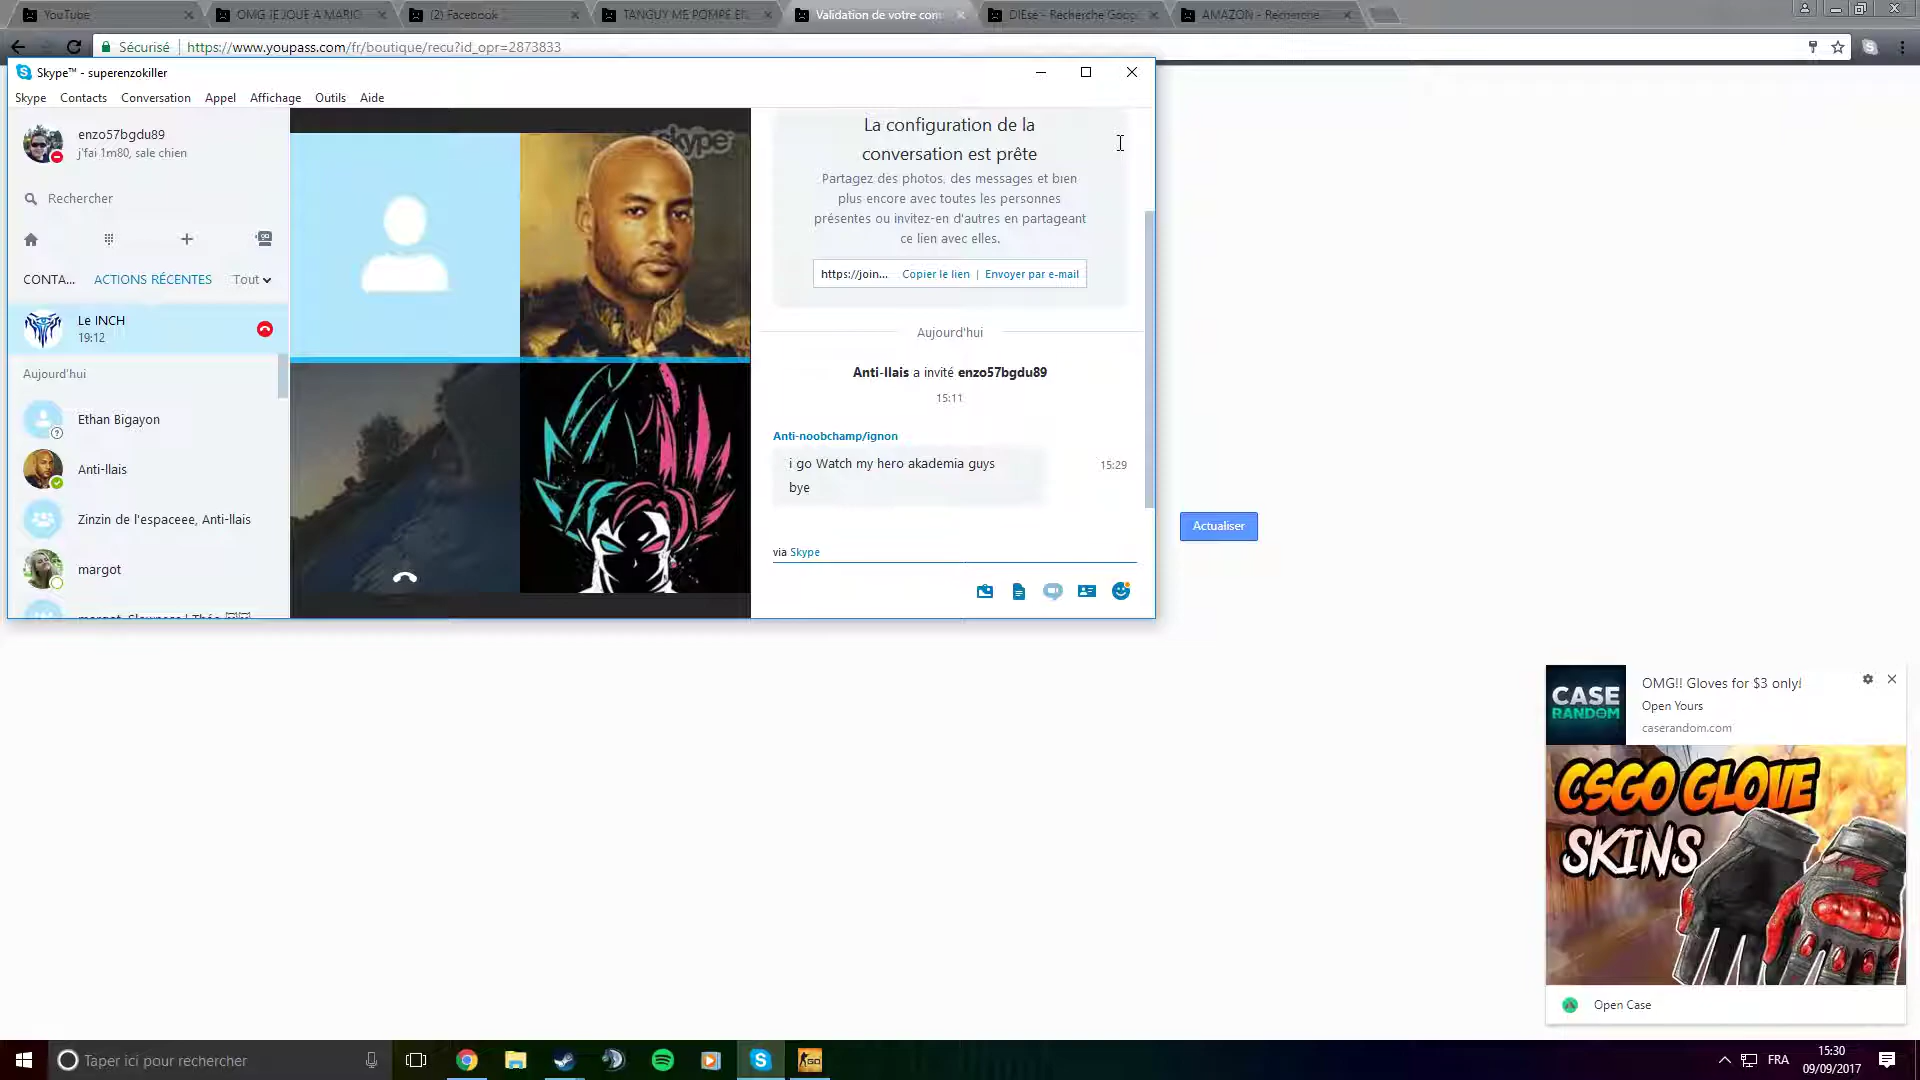 YouTube
OMG JE JOUE A MARIO
(2) Facebook
TANGUY ME POMPE EN
Validation de votre com
DIEse - Recherche Goog
AMAZON - Recherche
Sécurisé
https://www.youpass.com/fr/boutique/recu?id_opr=2873833
Skype™ - superenzokiller
Skype Contacts Conversation Appel Affichage Outils Aide
enzo57bgdu89
j'fai 1m80, sale chien
Rechercher
CONTA... ACTIONS RÉCENTES Tout
Le INCH
19:12
Aujourd'hui
Ethan Bigayon
Anti-llais
Zinzin de l'espaceee, Anti-llais
margot
skype
La configuration de la
conversation est prête
Partagez des photos, des messages et bien
plus encore avec toutes les personnes
présentes ou invitez-en d'autres en partageant
ce lien avec elles.
https://join... Copier le lien | Envoyer par e-mail
Aujourd'hui
Anti-llais a invité enzo57bgdu89
15:11
Anti-noobchamp/ignon
i go Watch my hero akademia guys
bye
15:29
via Skype
Actualiser
CASE
RANDOM
OMG!! Gloves for $3 only!
Open Yours
caserandom.com
CSGO GLOVE
SKINS
Open Case
Taper ici pour rechercher
GO
FRA
15:30
09/09/2017